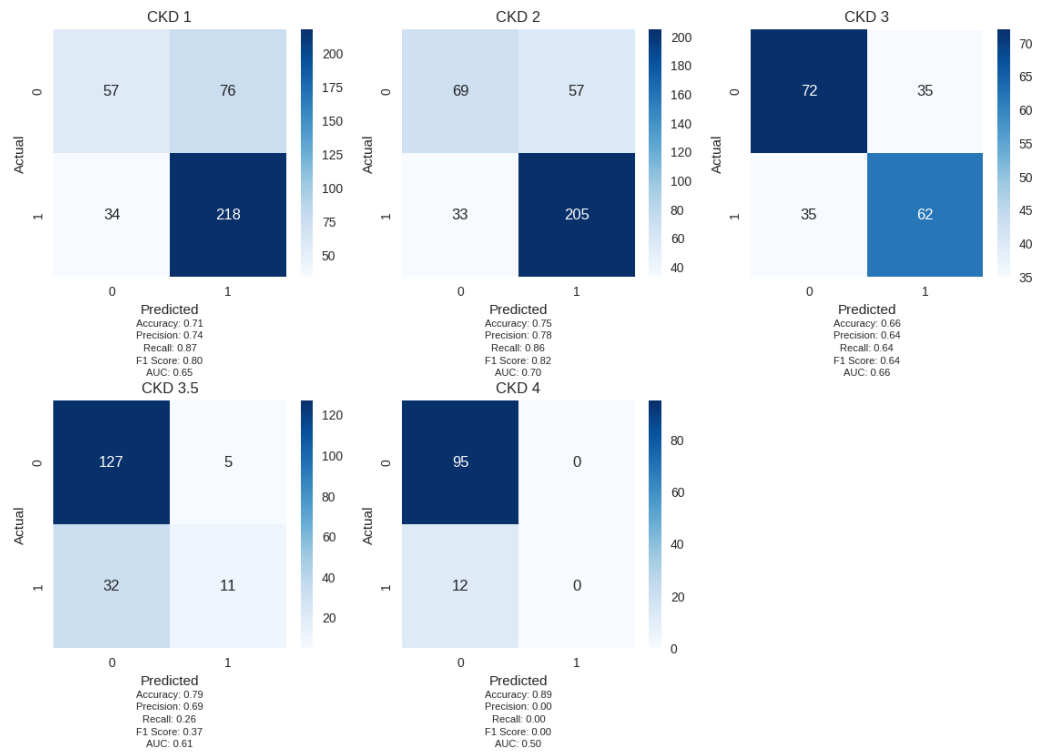 CKD 1
0
57
76
Actual
1
34
218
0
1
Predicted
200
175
150
125
100
75
50
Accuracy: 0.71
Precision: 0.74
Recall: 0.87
F1 Score: 0.80
AUC: 0.65
CKD 2
0
69
57
Actual
1
33
205
0
1
Predicted
200
180
160
140
120
100
80
60
40
Accuracy: 0.75
Precision: 0.78
Recall: 0.86
F1 Score: 0.82
AUC: 0.70
CKD 3
0
72
35
Actual
1
35
62
0
1
Predicted
70
65
60
55
50
45
40
35
Accuracy: 0.66
Precision: 0.64
Recall: 0.64
F1 Score: 0.64
AUC: 0.66
CKD 3.5
0
127
5
Actual
1
32
11
0
1
Predicted
120
100
80
60
40
20
Accuracy: 0.79
Precision: 0.69
Recall: 0.26
F1 Score: 0.37
AUC: 0.61
CKD 4
0
95
0
Actual
1
12
0
0
1
Predicted
80
60
40
20
0
Accuracy: 0.89
Precision: 0.00
Recall: 0.00
F1 Score: 0.00
AUC: 0.50